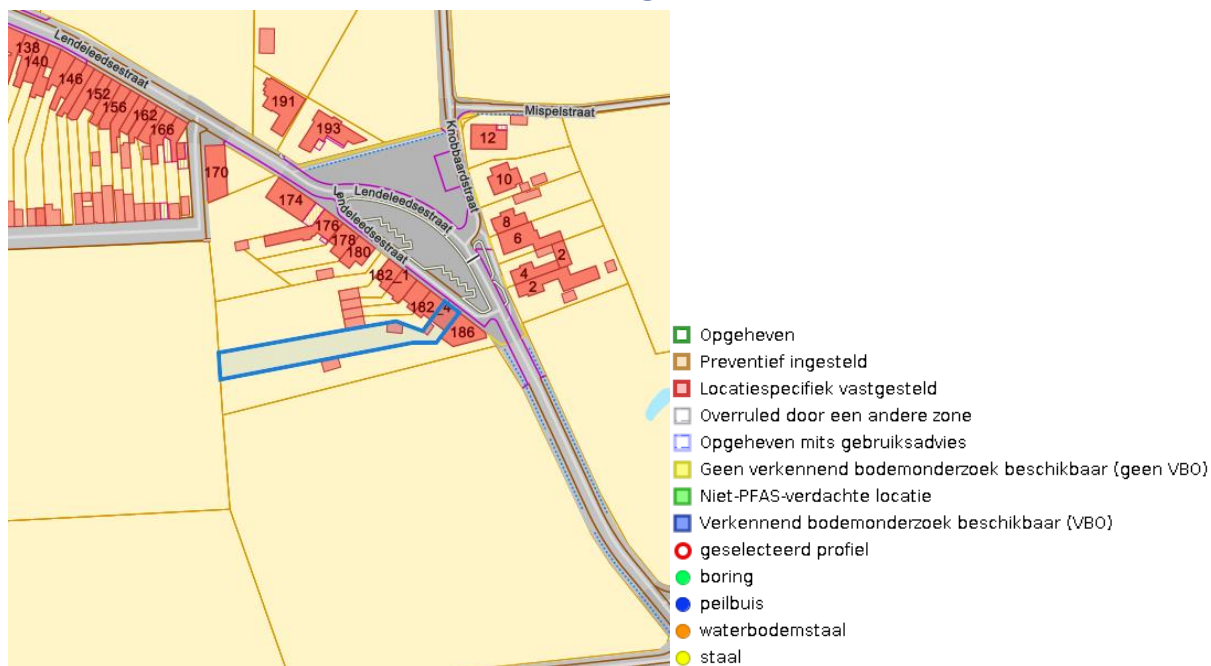 138
140
146
152
156
162
166
170
Lendeleedsestraat
191
193
174
176
178
180
182_1
182_4
186
Lendeleedsestraat
Lendeleedsestraat
Knobbaardstraat
Mispelstraat
12
10
8
6
2
4
2
Opgeheven
Preventief ingesteld
Locatiespecifiek vastgesteld
Overruled door een andere zone
Opgeheven mits gebruiksadvies
Geen verkennend bodemonderzoek beschikbaar (geen VBO)
Niet-PFAS-verdachte locatie
Verkennend bodemonderzoek beschikbaar (VBO)
geselecteerd profiel
boring
peilbuis
waterbodemstaal
staal